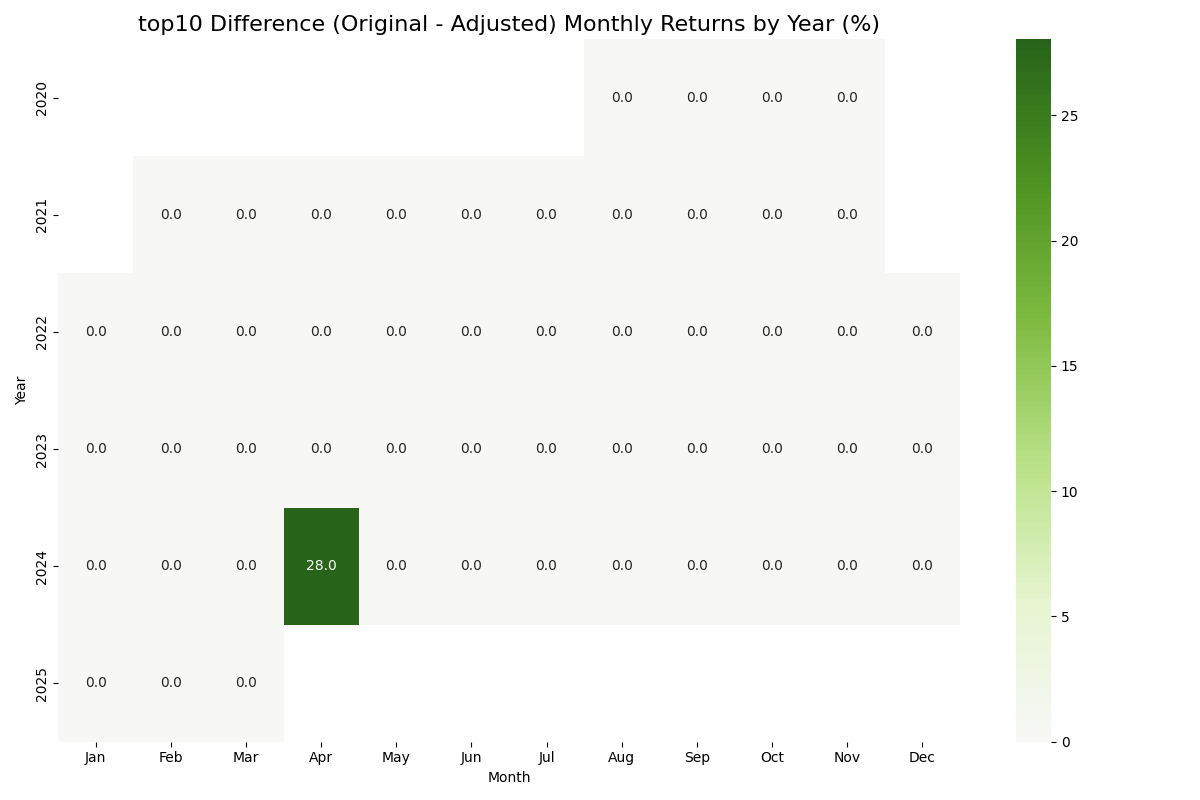 top10 Difference (Original - Adjusted) Monthly Returns by Year (%)
2020 0.0 0.0 0.0 0.0
2021 0.0 0.0 0.0 0.0 0.0 0.0 0.0 0.0 0.0 0.0
2022 0.0 0.0 0.0 0.0 0.0 0.0 0.0 0.0 0.0 0.0 0.0 0.0
Year
2023 0.0 0.0 0.0 0.0 0.0 0.0 0.0 0.0 0.0 0.0 0.0 0.0
2024 0.0 0.0 0.0 28.0 0.0 0.0 0.0 0.0 0.0 0.0 0.0 0.0
2025 0.0 0.0 0.0
Jan Feb Mar Apr May Jun Jul Aug Sep Oct Nov Dec
Month
25
20
15
10
5
0